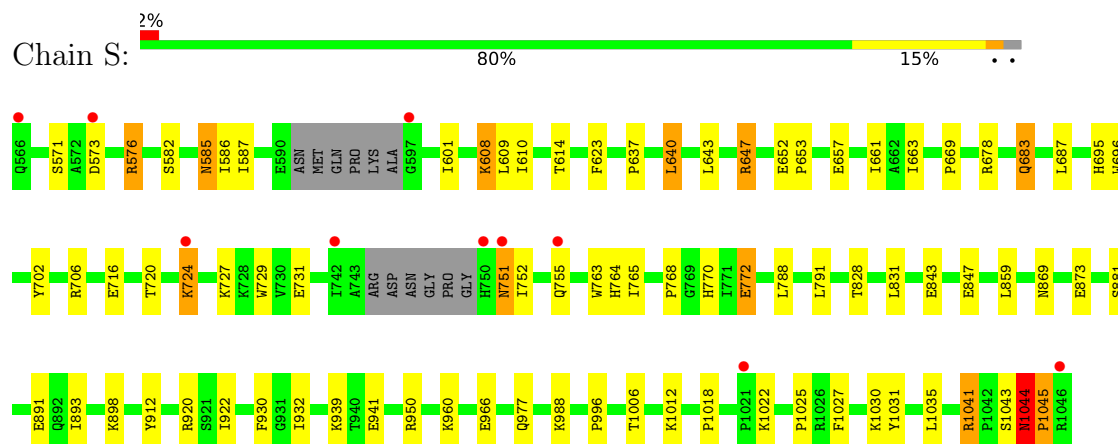 2%
Chain S:
80%
15%
• •
Q566 S571 A572 D573 R576 S582 N585 I586 I587 E590 ASN MET GLN PRO LYS ALA G597 I601 K608 L609 I610 T614 F623 P637 L640 L643 R647 E652 P653 E657 I661 A662 I663 P669 R678 Q683 L687 H695 W696
Y702 R706 E716 T720 K724 K727 K728 W729 V730 E731 I742 A743 ARG ASP ASN GLY PRO GLY H750 N751 I752 Q755 W763 H764 I765 P768 G769 H770 I771 E772 L788 L791 T828 L831 E843 E847 L859 N869 E873 S881
E891 Q892 I893 K898 Y912 R920 S921 I922 F930 G931 I932 K939 T940 E941 R950 K960 E966 Q977 K988 P996 T1006 K1012 P1018 P1021 K1022 P1025 R1026 F1027 K1030 Y1031 L1035 R1041 P1042 S1043 N1044 P1045 R1046